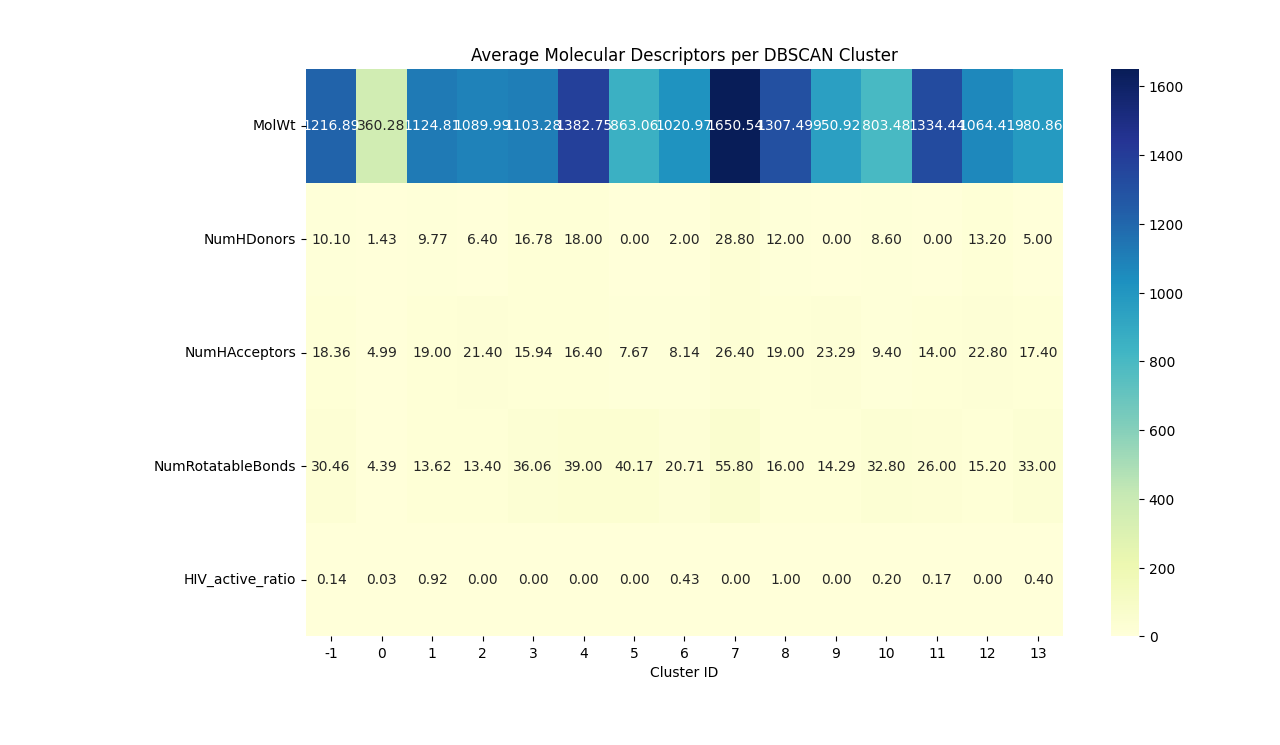 Average Molecular Descriptors per DBSCAN Cluster
MolWt 1216.89 360.28 1124.81 1089.99 1103.28 1382.75 863.06 1020.97 1650.54 1307.49 950.92 803.48 1334.44 1064.41 980.86
NumHDonors 10.10 1.43 9.77 6.40 16.78 18.00 0.00 2.00 28.80 12.00 0.00 8.60 0.00 13.20 5.00
NumHAcceptors 18.36 4.99 19.00 21.40 15.94 16.40 7.67 8.14 26.40 19.00 23.29 9.40 14.00 22.80 17.40
NumRotatableBonds 30.46 4.39 13.62 13.40 36.06 39.00 40.17 20.71 55.80 16.00 14.29 32.80 26.00 15.20 33.00
HIV_active_ratio 0.14 0.03 0.92 0.00 0.00 0.00 0.00 0.43 0.00 1.00 0.00 0.20 0.17 0.00 0.40
-1 0 1 2 3 4 5 6 7 8 9 10 11 12 13
Cluster ID
1600
1400
1200
1000
800
600
400
200
0